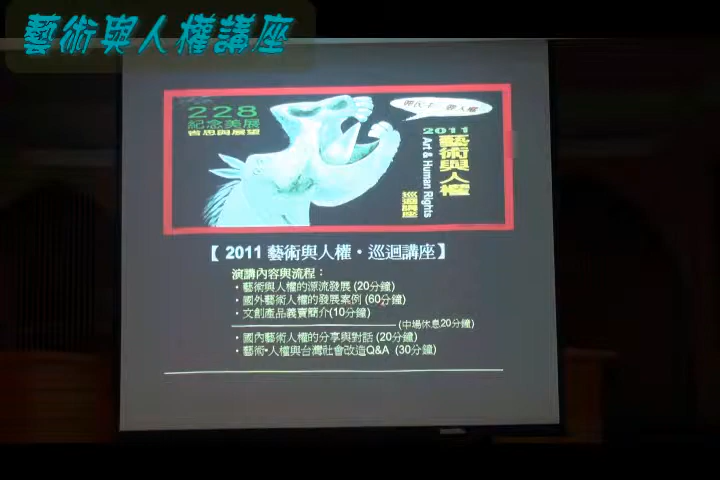 藝術與人權講座
228
紀念美展
省思與展望
2011
藝術與人權
Art & Human Rights
巡迴講座
【 2011 藝術與人權・巡迴講座】
演講內容與流程：
・藝術與人權的源流發展 (20分鐘)
・國外藝術人權的發展案例 (60分鐘)
・文創產品義賣簡介(10分鐘)
(中場休息20分鐘)
・國內藝術人權的分享與對話 (20分鐘)
・藝術・人權與台灣社會改造Q&A (30分鐘)